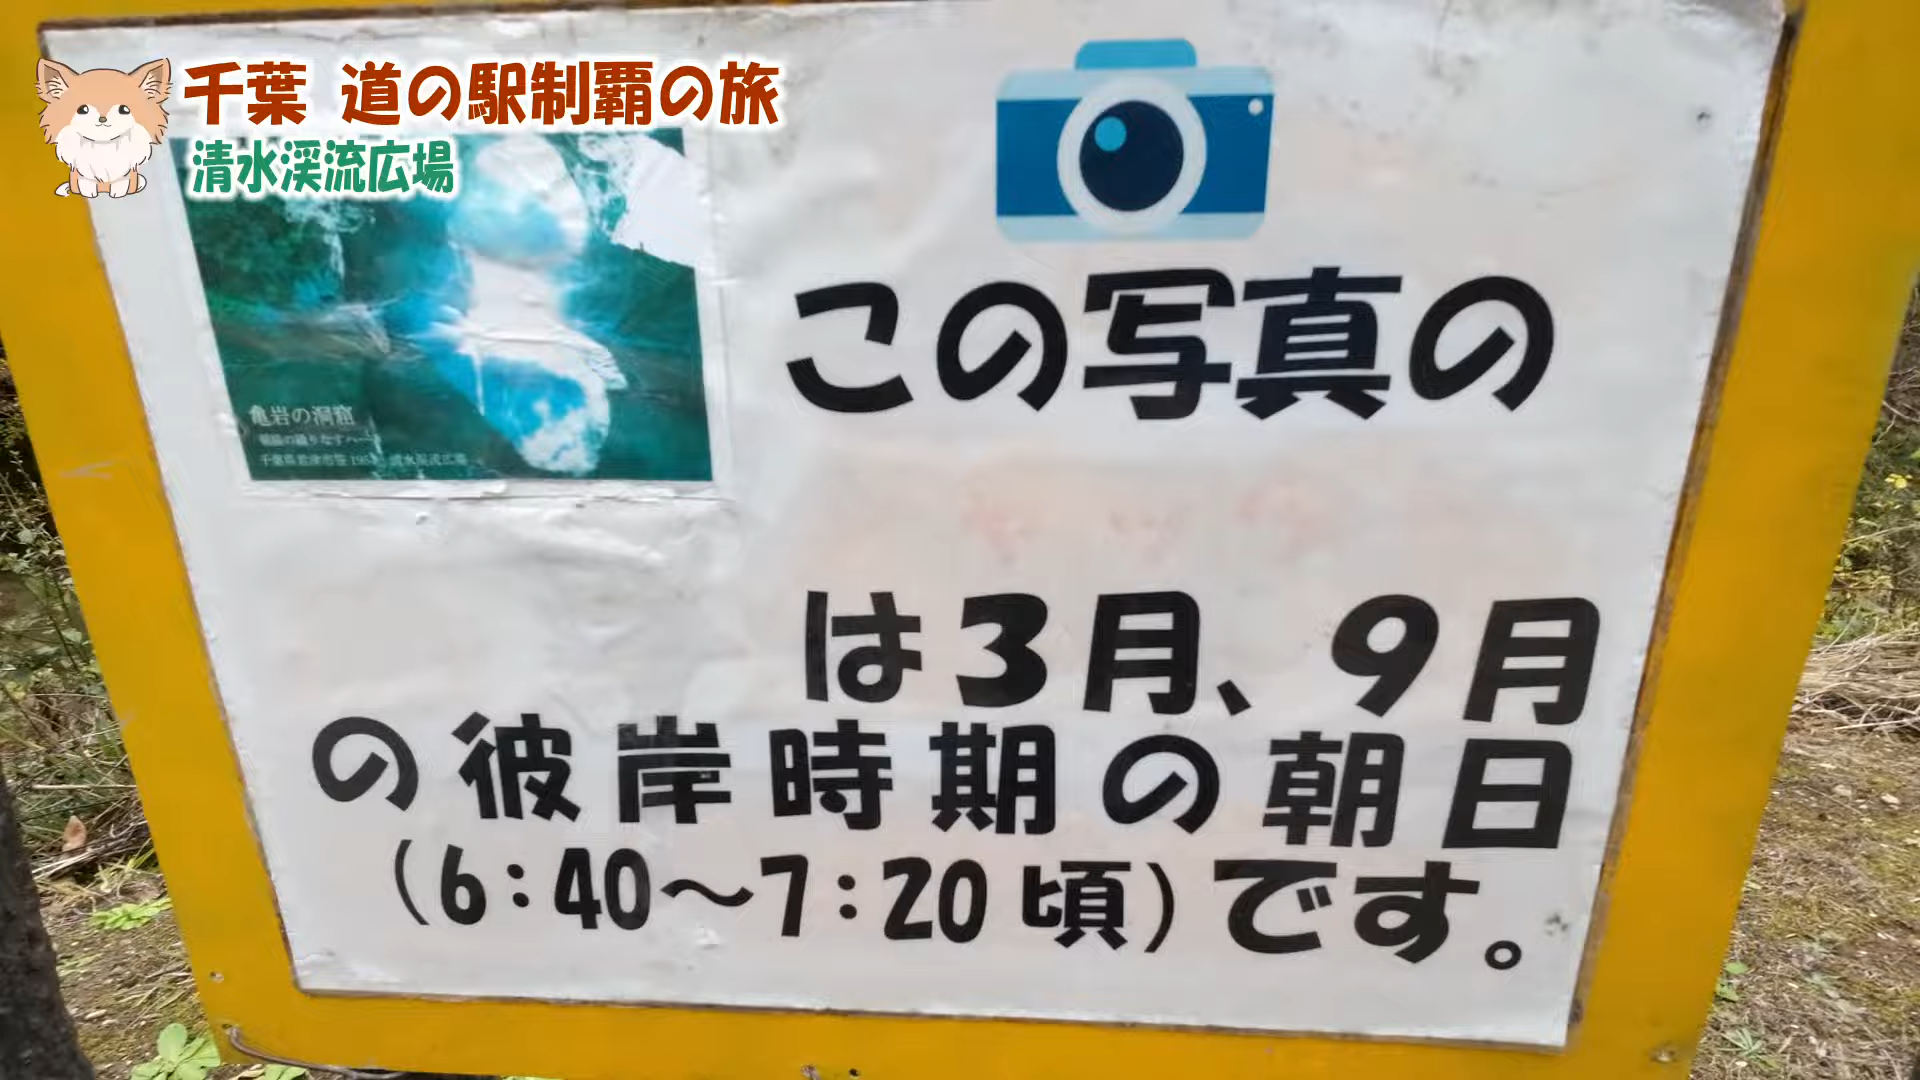 千葉 道の駅制覇の旅
清水渓流広場
亀岩の洞窟
この写真の
は3月、9月
の彼岸時期の朝日
(6:40〜7:20頃)です。